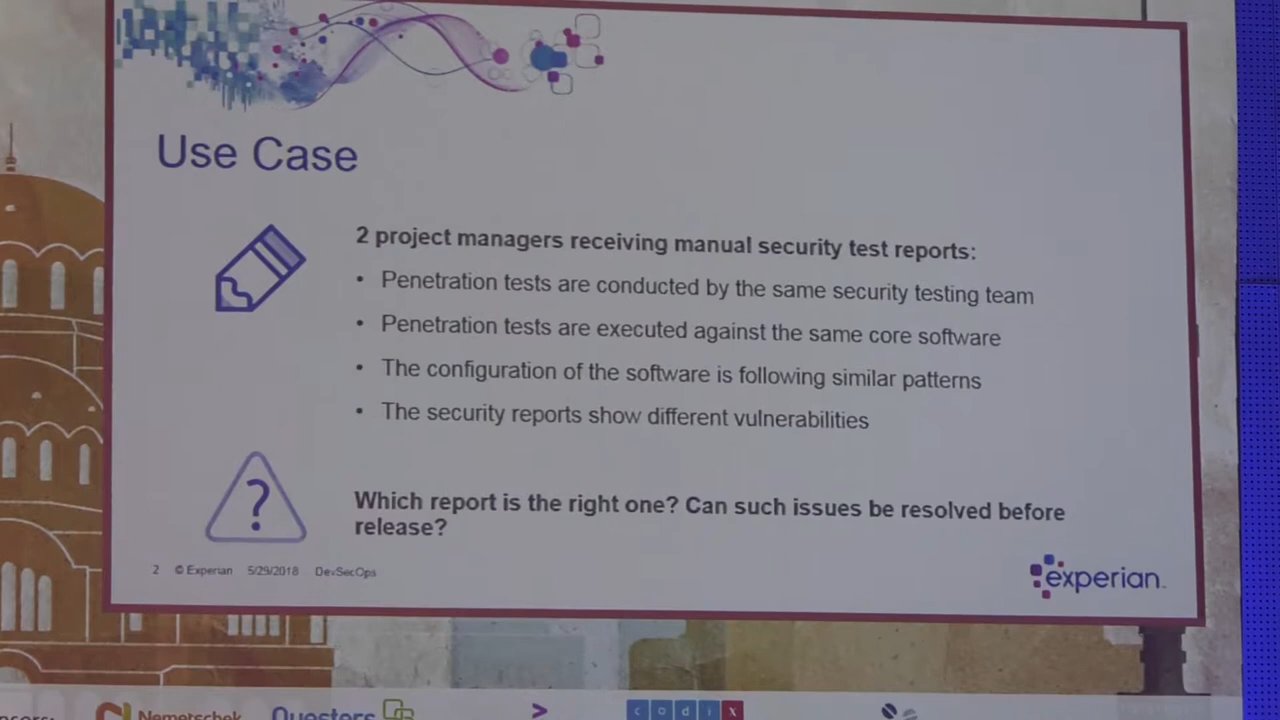 Use Case
2 project managers receiving manual security test reports:
• Penetration tests are conducted by the same security testing team
• Penetration tests are executed against the same core software
• The configuration of the software is following similar patterns
• The security reports show different vulnerabilities
?
Which report is the right one? Can such issues be resolved before
release?
2 © Experian 5/29/2018 DevSecOps
experian.
Nemetschek Questers > c o d i x